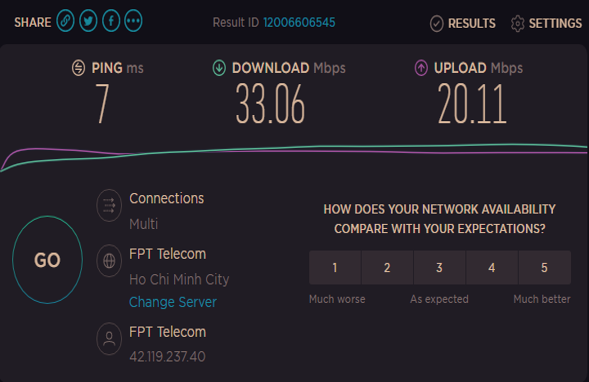 SHARE
Result ID 12006606545
RESULTS
SETTINGS
PING ms
7
DOWNLOAD Mbps
33.06
UPLOAD Mbps
20.11
GO
Connections
Multi
FPT Telecom
Ho Chi Minh City
Change Server
FPT Telecom
42.119.237.40
HOW DOES YOUR NETWORK AVAILABILITY
COMPARE WITH YOUR EXPECTATIONS?
1 2 3 4 5
Much worse As expected Much better